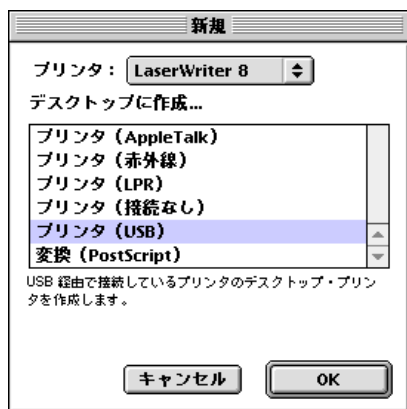 新規
プリンタ： LaserWriter 8
デスクトップに作成...
プリンタ（AppleTalk）
プリンタ（赤外線）
プリンタ（LPR）
プリンタ（接続なし）
プリンタ（USB）
変換（PostScript）
USB 経由で接続しているプリンタのデスクトップ・プリン
タを作成します。
キャンセル OK